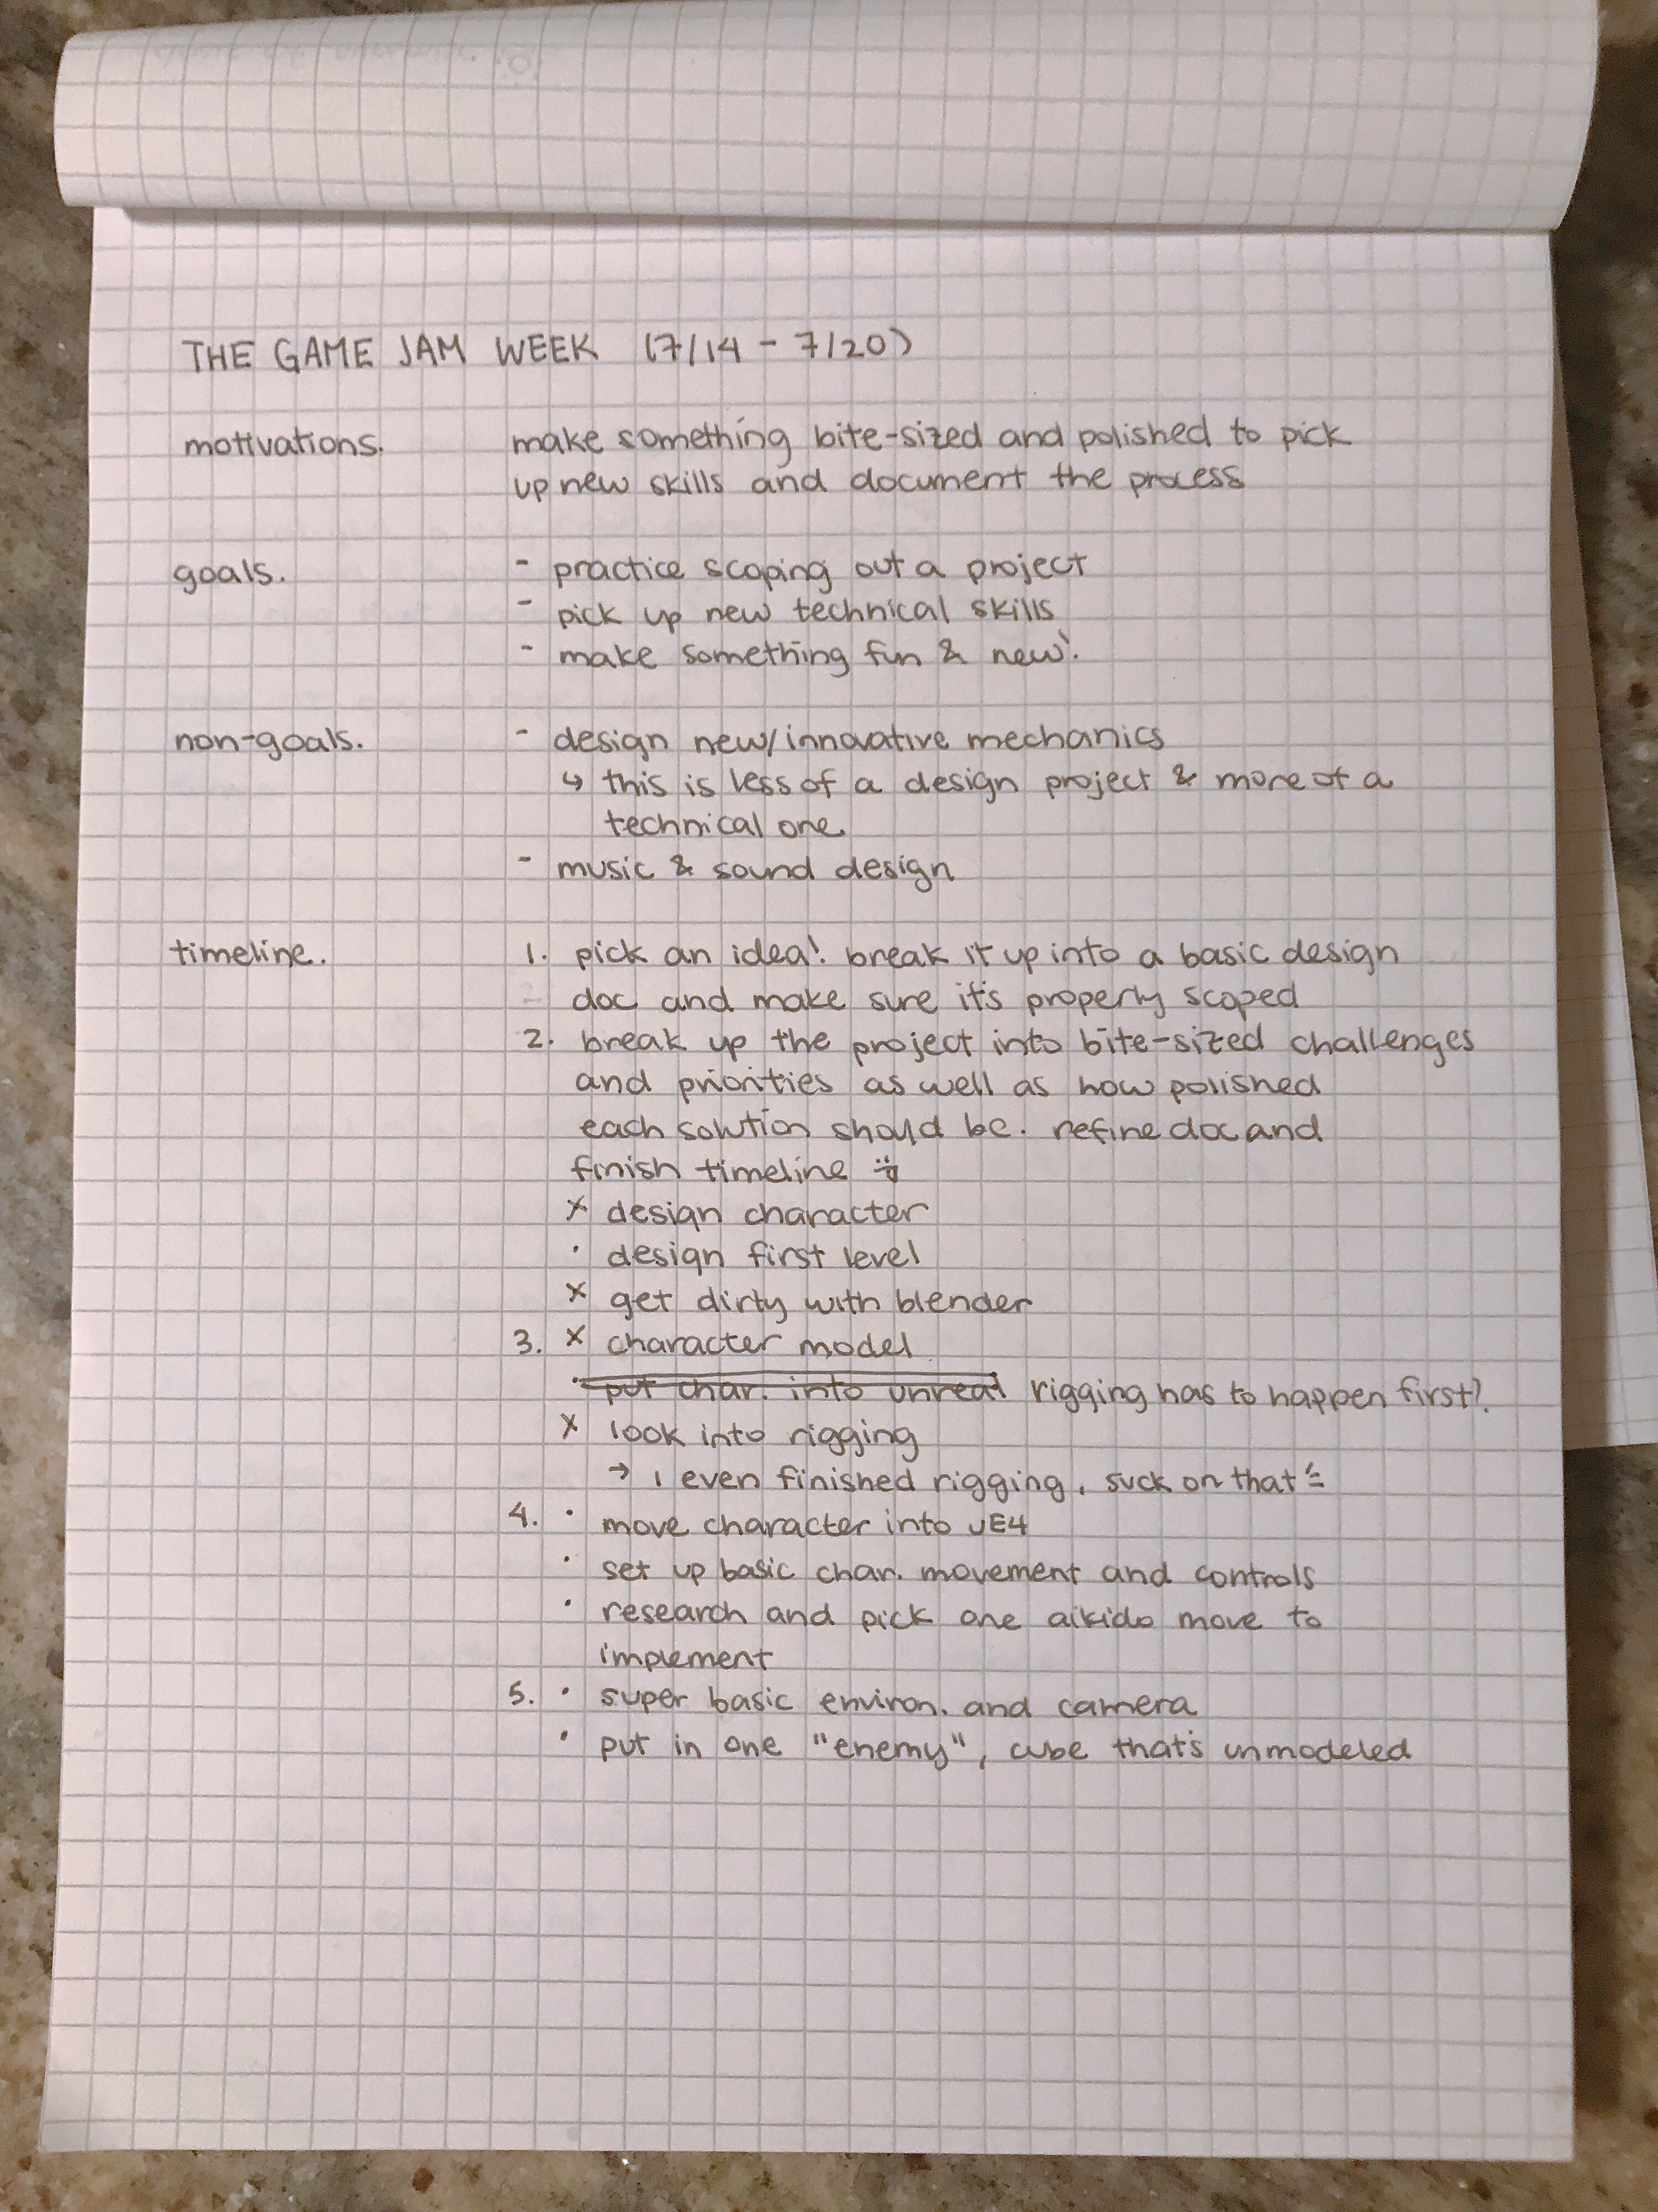 THE GAME JAM WEEK (7/14 - 7/20)
motivations. make something bite-sized and polished to pick
up new skills and document the process
goals. - practice scoping out a project
- pick up new technical skills
- make something fun & new!
non-goals. - design new/innovative mechanics
↳ this is less of a design project & more of a
technical one
- music & sound design
timeline. 1. pick an idea! break it up into a basic design
doc and make sure it's properly scoped
2. break up the project into bite-sized challenges
and priorities as well as how polished
each solution should be. refine doc and
finish timeline
x design character
· design first level
x get dirty with blender
3. x character model
· put char. into unreal rigging has to happen first!
x look into rigging
→ i even finished rigging, suck on that
4. · move character into UE4
· set up basic char. movement and controls
· research and pick one aikido move to
implement
5. · super basic environ. and camera
· put in one "enemy", cube that's unmodeled